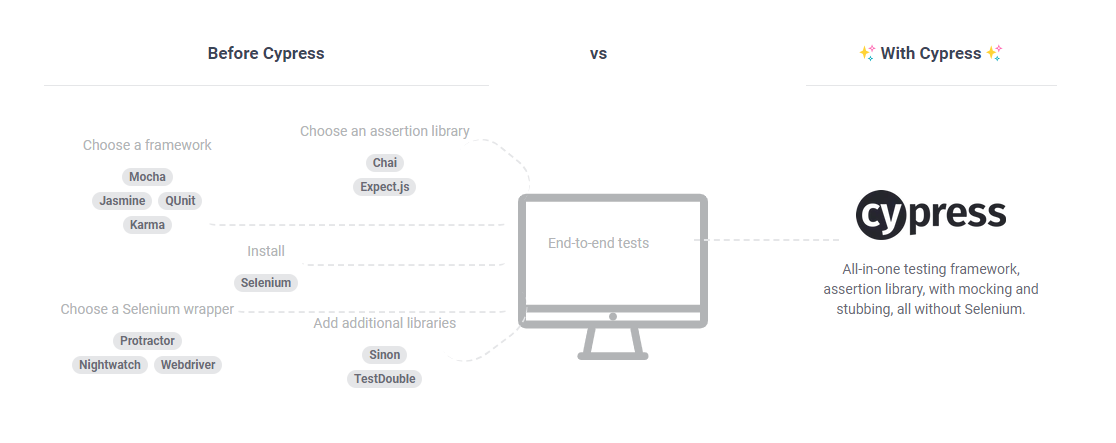 Before Cypress
vs
✨ With Cypress ✨
Choose a framework
Mocha
Jasmine QUnit
Karma
Choose an assertion library
Chai
Expect.js
Install
Selenium
Choose a Selenium wrapper
Protractor
Nightwatch Webdriver
Add additional libraries
Sinon
TestDouble
End-to-end tests
cypress
All-in-one testing framework,
assertion library, with mocking and
stubbing, all without Selenium.